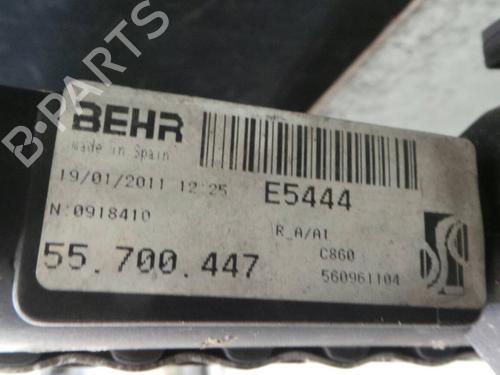 B-PARTS
BEHR
made in Spain
19/01/2011 12:25
E5444
N:0918410
R_A/A1
55.700.447
C860
560961104